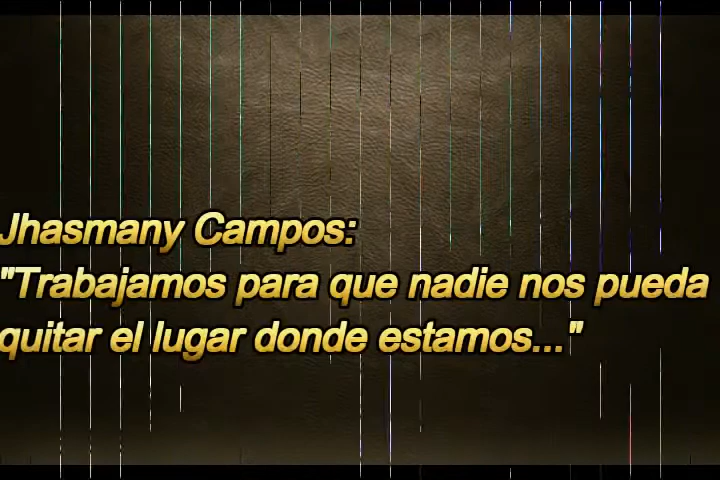 Jhasmany Campos:
"Trabajamos para que nadie nos pueda
quitar el lugar donde estamos..."